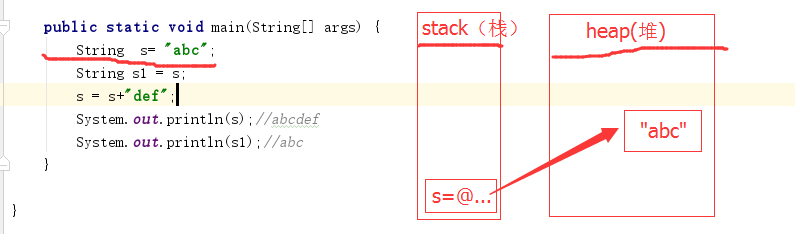 public static void main(String[] args) {
String  s= "abc";
String s1 = s;
s = s+"def";
System.out.println(s);//abcdef
System.out.println(s1);//abc
}
}
stack（栈）
s=@...
heap(堆)
"abc"